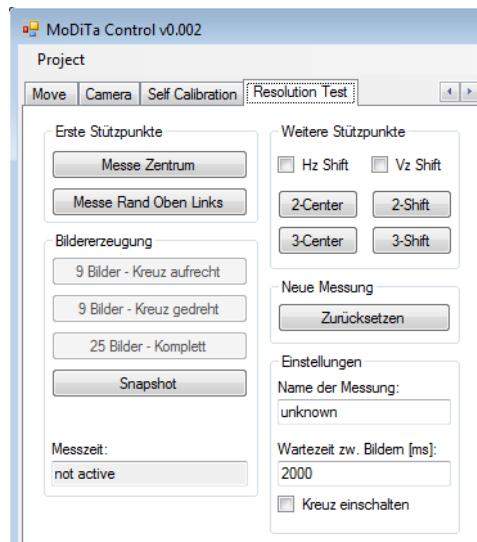 MoDiTa Control v0.002
Project
Move Camera Self Calibration Resolution Test
Erste Stützpunkte
Messe Zentrum
Messe Rand Oben Links
Bildererzeugung
9 Bilder - Kreuz aufrecht
9 Bilder - Kreuz gedreht
25 Bilder - Komplett
Snapshot
Messzeit:
not active
Weitere Stützpunkte
Hz Shift Vz Shift
2-Center 2-Shift
3-Center 3-Shift
Neue Messung
Zurücksetzen
Einstellungen
Name der Messung:
unknown
Wartezeit zw. Bildern [ms]:
2000
Kreuz einschalten